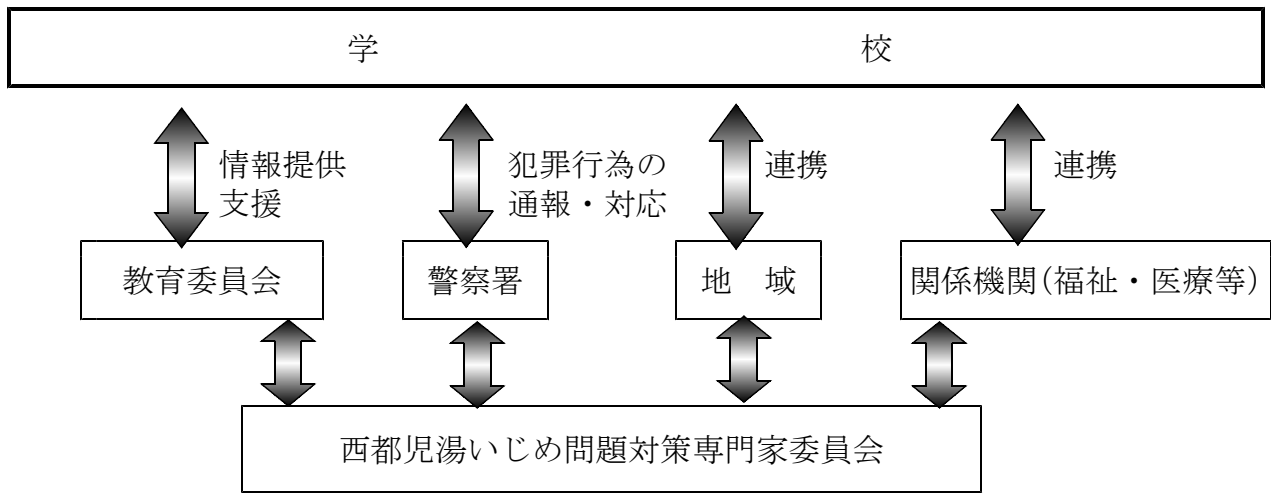 学　校
情報提供
支援
犯罪行為の
通報・対応
連携
連携
教育委員会
警察署
地　域
関係機関(福祉・医療等)
西都児湯いじめ問題対策専門家委員会